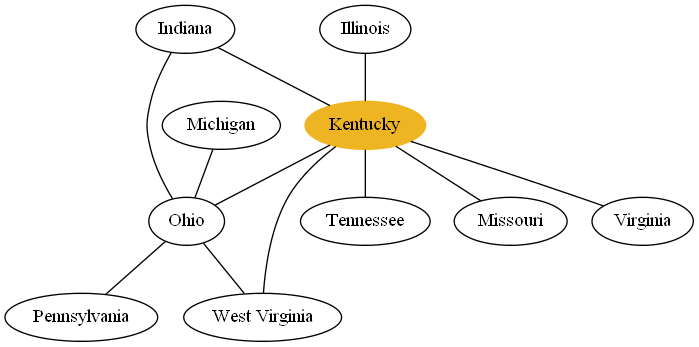 Indiana
Illinois
Michigan
Kentucky
Ohio
Tennessee
Missouri
Virginia
Pennsylvania
West Virginia